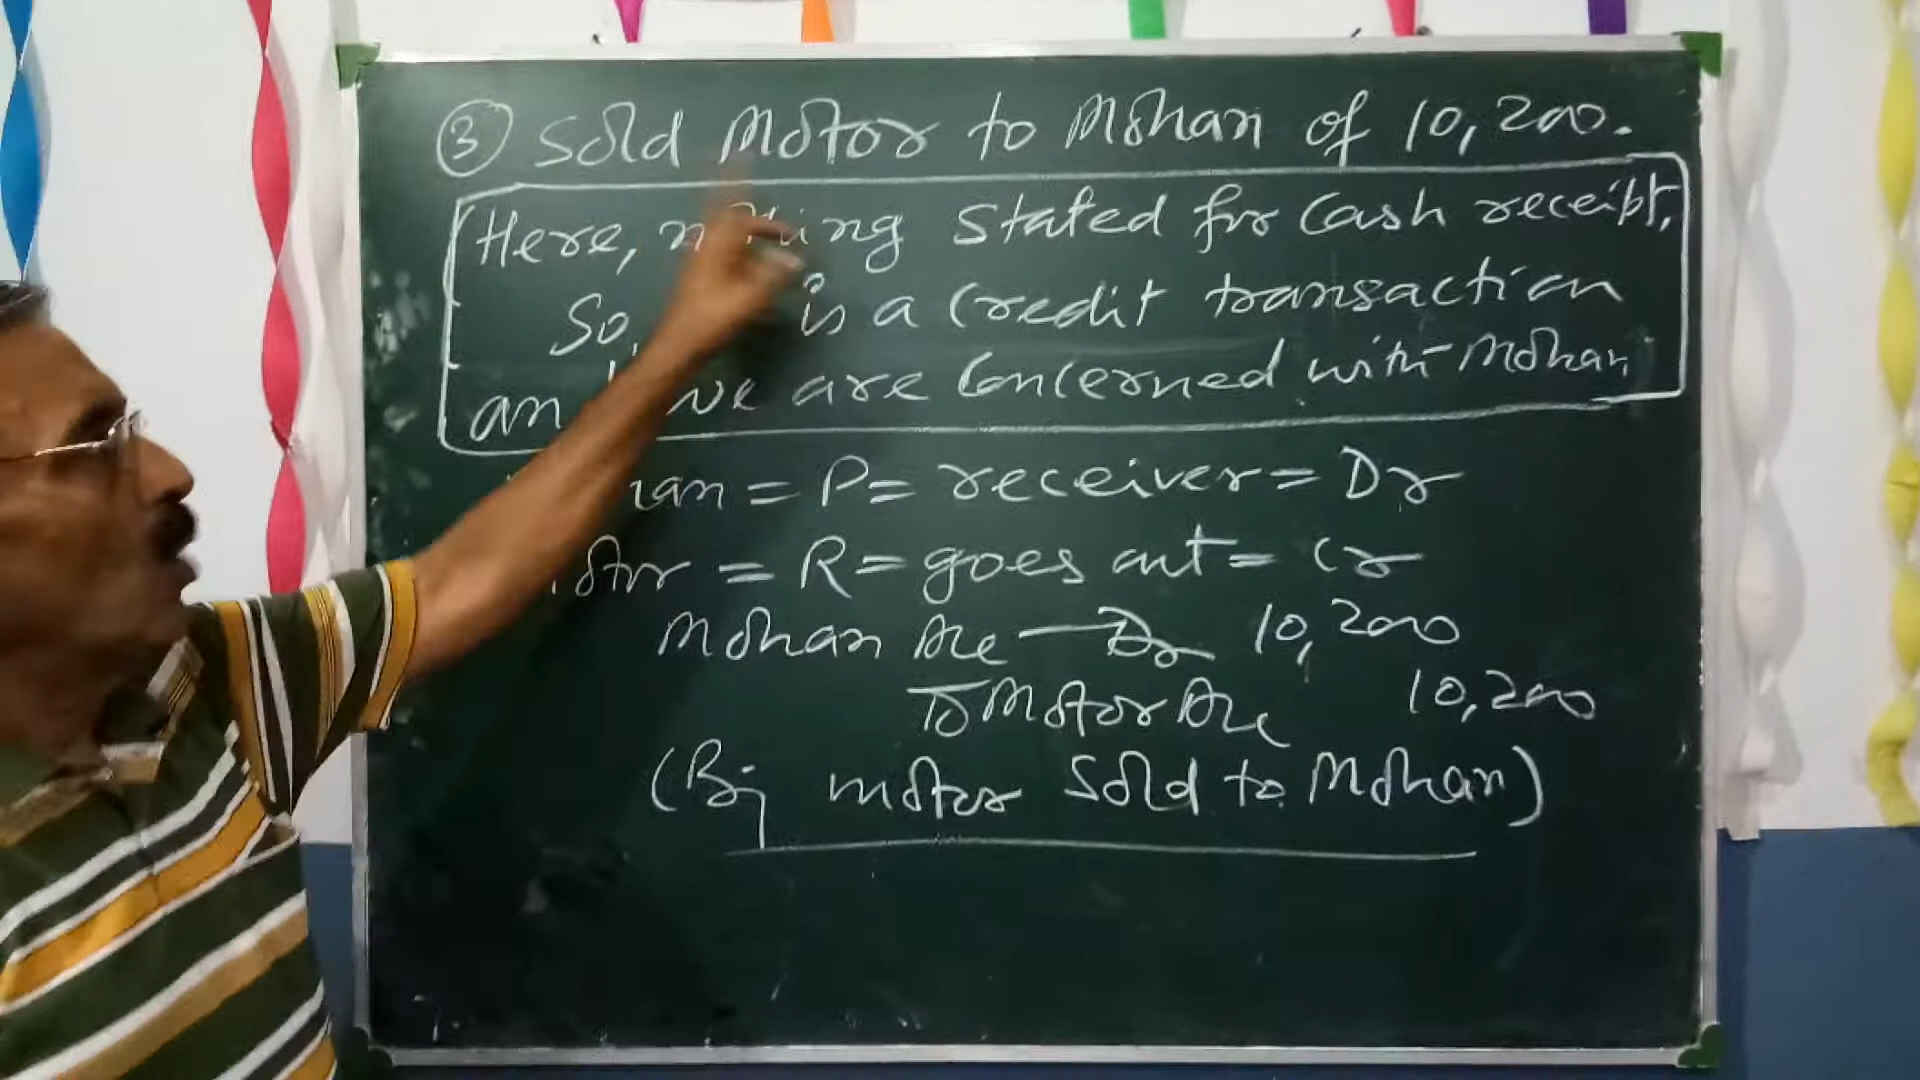 ③ Sold Motor to Mohan of 10,200.
Here, nothing stated for Cash receipt,
So, is a Credit transaction
we are Concerned with Mohan
= P = receiver = Dr
= R = goes out = Cr
Mohan A/c — Dr 10,200
To Motor A/c 10,200
(By motor sold to Mohan)